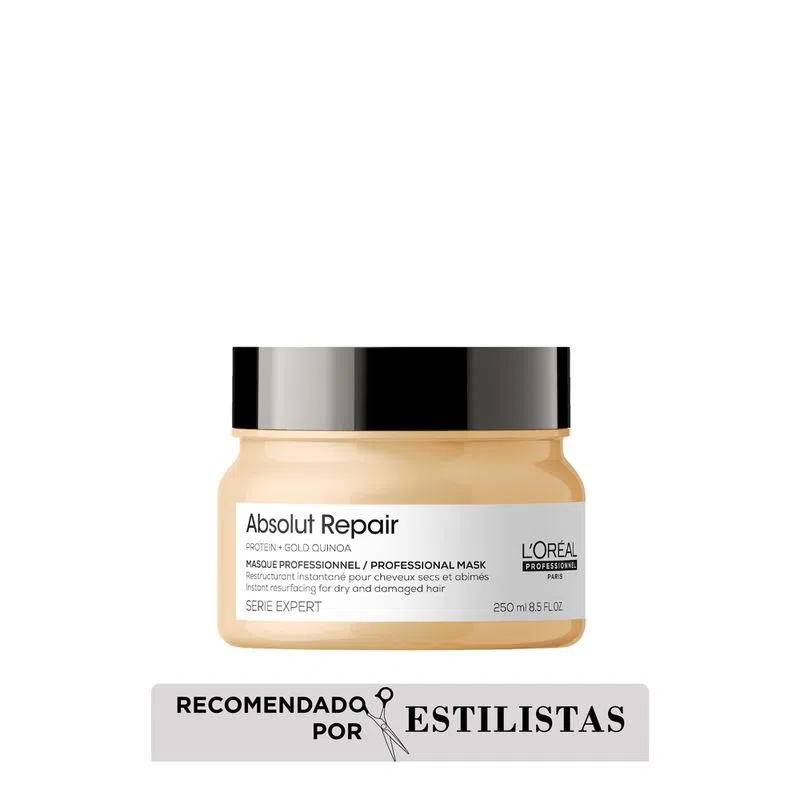 Absolut Repair
PROTEIN + GOLD QUINOA
MASQUE PROFESSIONNEL / PROFESSIONAL MASK
Restructurant instantané pour cheveux secs et abimés
Instant resurfacing for dry and damaged hair
SERIE EXPERT
L'ORÉAL
PROFESSIONNEL
PARIS
250 ml 8.5 FL.OZ.
RECOMENDADO
POR
ESTILISTAS